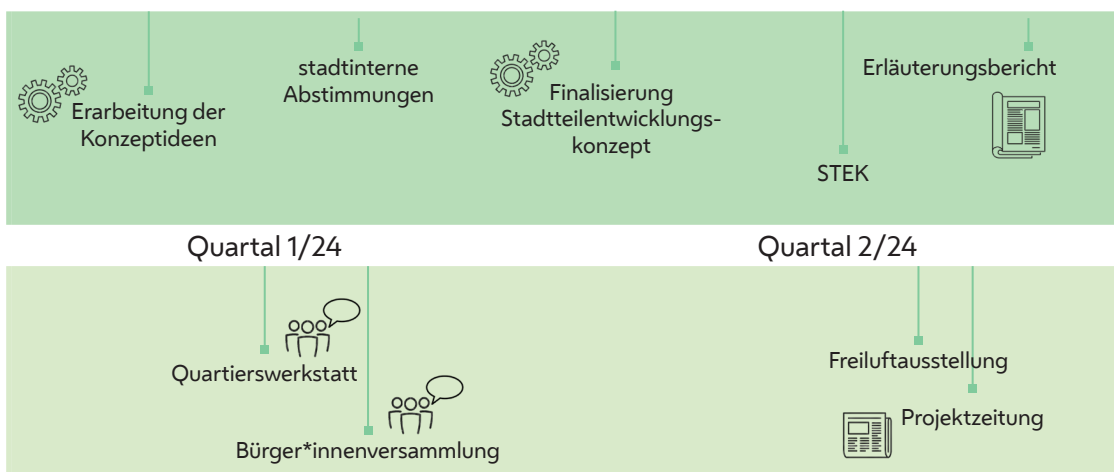 stadtinterne
Abstimmungen
Erläuterungsbericht
Erarbeitung der
Konzeptideen
Finalisierung
Stadtteilentwicklungs-
konzept
STEK
Quartal 1/24
Quartal 2/24
Quartierswerkstatt
Freiluftausstellung
Projektzeitung
Bürger*innenversammlung